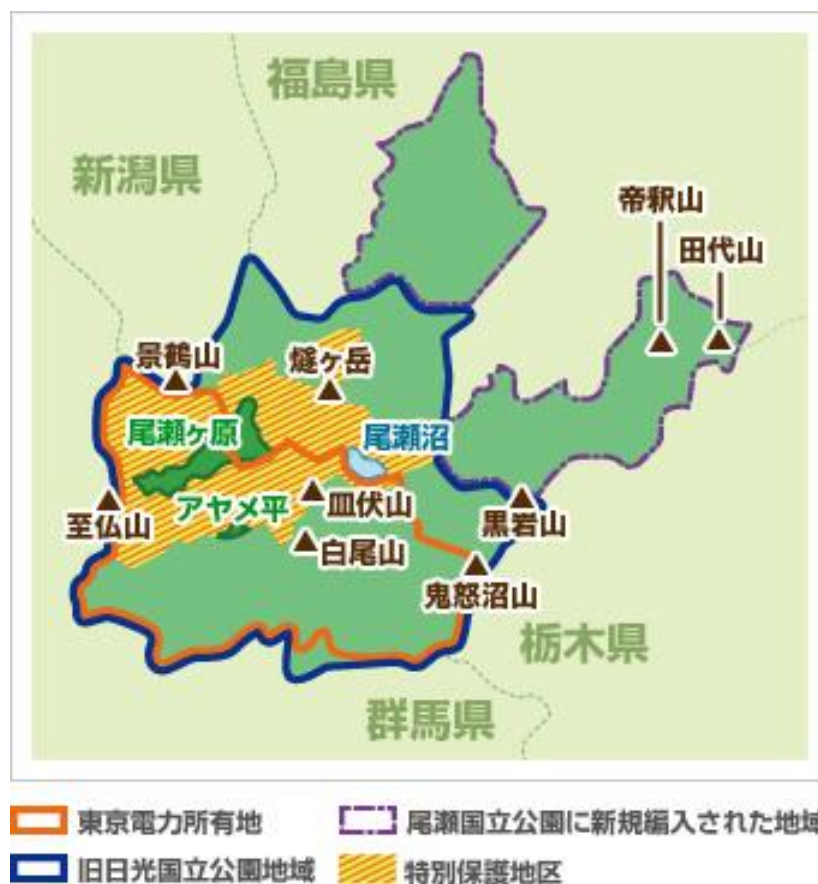 福島県
新潟県
帝釈山
田代山
景鶴山
燧ヶ岳
尾瀬ヶ原
尾瀬沼
アヤメ平
皿伏山
至仏山
黒岩山
白尾山
鬼怒沼山
栃木県
群馬県
東京電力所有地
尾瀬国立公園に新規編入された地域
旧日光国立公園地域
特別保護地区